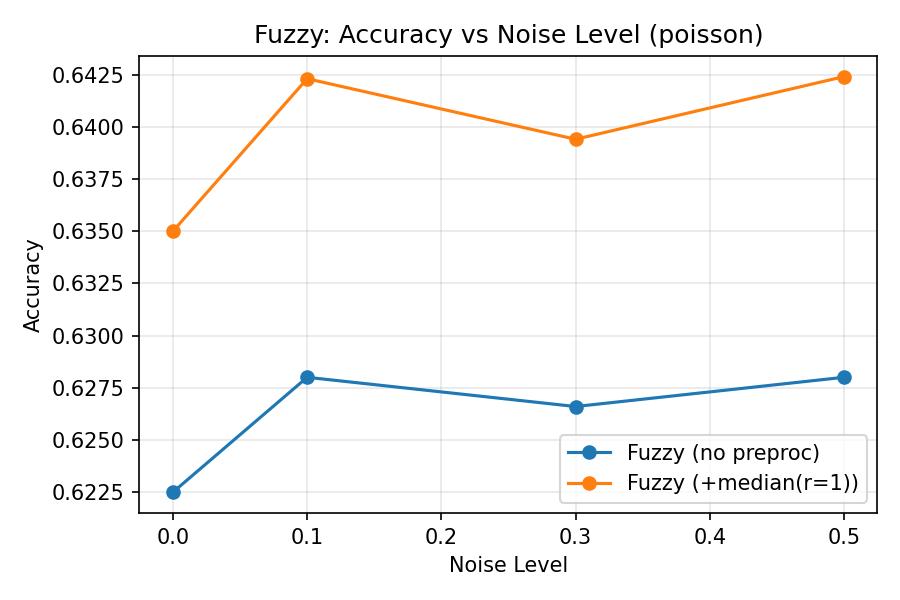 Fuzzy: Accuracy vs Noise Level (poisson)
0.6425
0.6400
0.6375
0.6350
0.6325
0.6300
0.6275
0.6250
0.6225
Accuracy
Fuzzy (no preproc)
Fuzzy (+median(r=1))
0.0 0.1 0.2 0.3 0.4 0.5
Noise Level